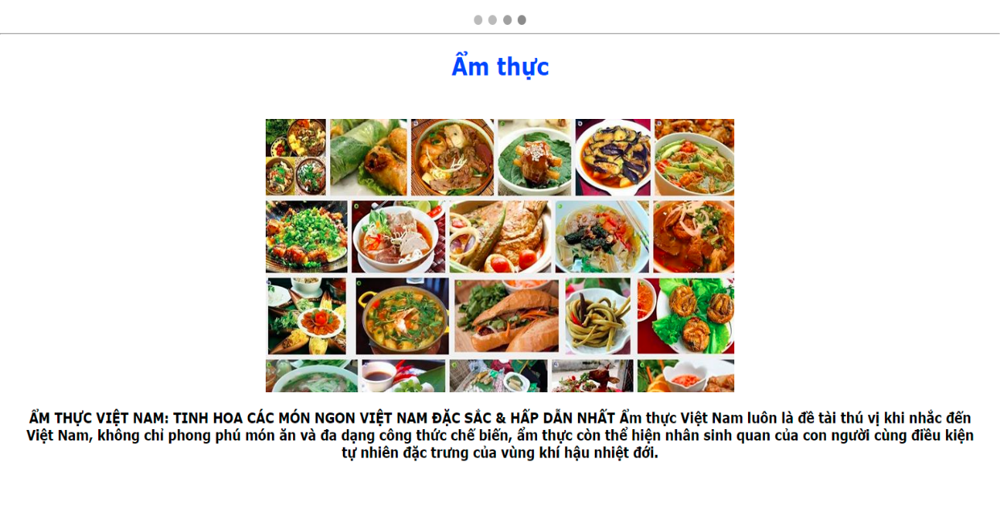 Ẩm thực
ẨM THỰC VIỆT NAM: TINH HOA CÁC MÓN NGON VIỆT NAM ĐẶC SẮC & HẤP DẪN NHẤT Ẩm thực Việt Nam luôn là đề tài thú vị khi nhắc đến
Việt Nam, không chỉ phong phú món ăn và đa dạng công thức chế biến, ẩm thực còn thể hiện nhân sinh quan của con người cùng điều kiện
tự nhiên đặc trưng của vùng khí hậu nhiệt đới.